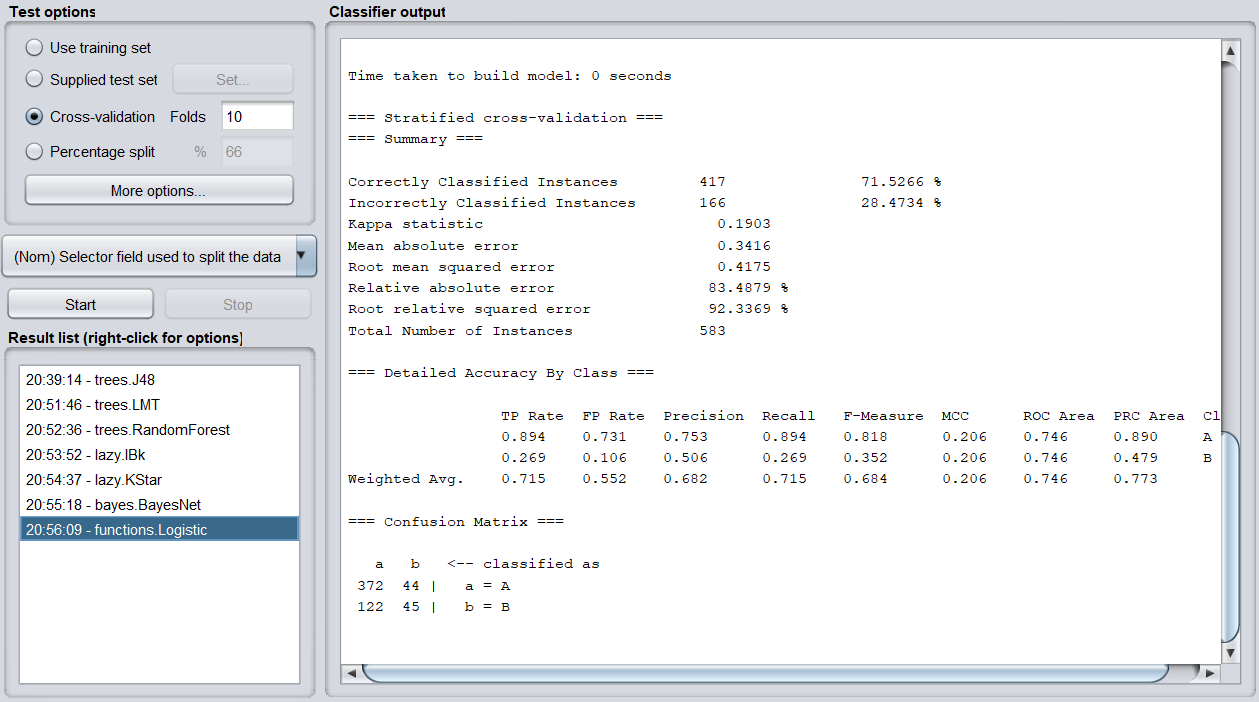 Test options
Use training set
Supplied test set Set...
Cross-validation Folds 10
Percentage split % 66
More options...
(Nom) Selector field used to split the data
Start Stop
Result list (right-click for options)
20:39:14 - trees.J48
20:51:46 - trees.LMT
20:52:36 - trees.RandomForest
20:53:52 - lazy.IBk
20:54:37 - lazy.KStar
20:55:18 - bayes.BayesNet
20:56:09 - functions.Logistic
Classifier output
Time taken to build model: 0 seconds
=== Stratified cross-validation ===
=== Summary ===
Correctly Classified Instances 417 71.5266 %
Incorrectly Classified Instances 166 28.4734 %
Kappa statistic 0.1903
Mean absolute error 0.3416
Root mean squared error 0.4175
Relative absolute error 83.4879 %
Root relative squared error 92.3369 %
Total Number of Instances 583
=== Detailed Accuracy By Class ===
TP Rate FP Rate Precision Recall F-Measure MCC ROC Area PRC Area Cl
0.894 0.731 0.753 0.894 0.818 0.206 0.746 0.890 A
0.269 0.106 0.506 0.269 0.352 0.206 0.746 0.479 B
Weighted Avg. 0.715 0.552 0.682 0.715 0.684 0.206 0.746 0.773
=== Confusion Matrix ===
a b <-- classified as
372 44 | a = A
122 45 | b = B